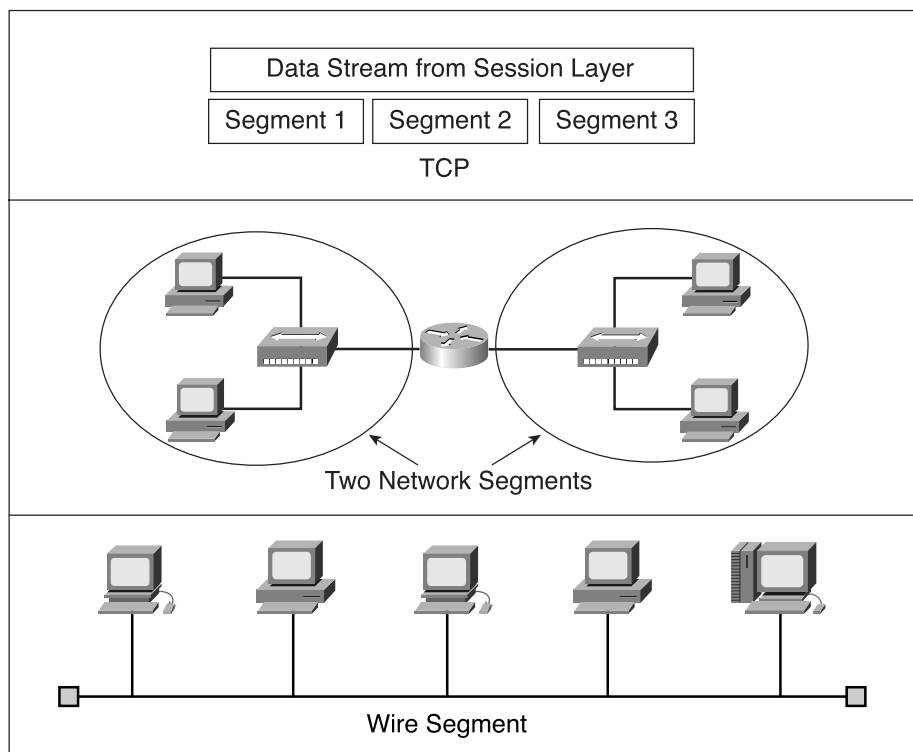 Data Stream from Session Layer
Segment 1 Segment 2 Segment 3
TCP
Two Network Segments
Wire Segment